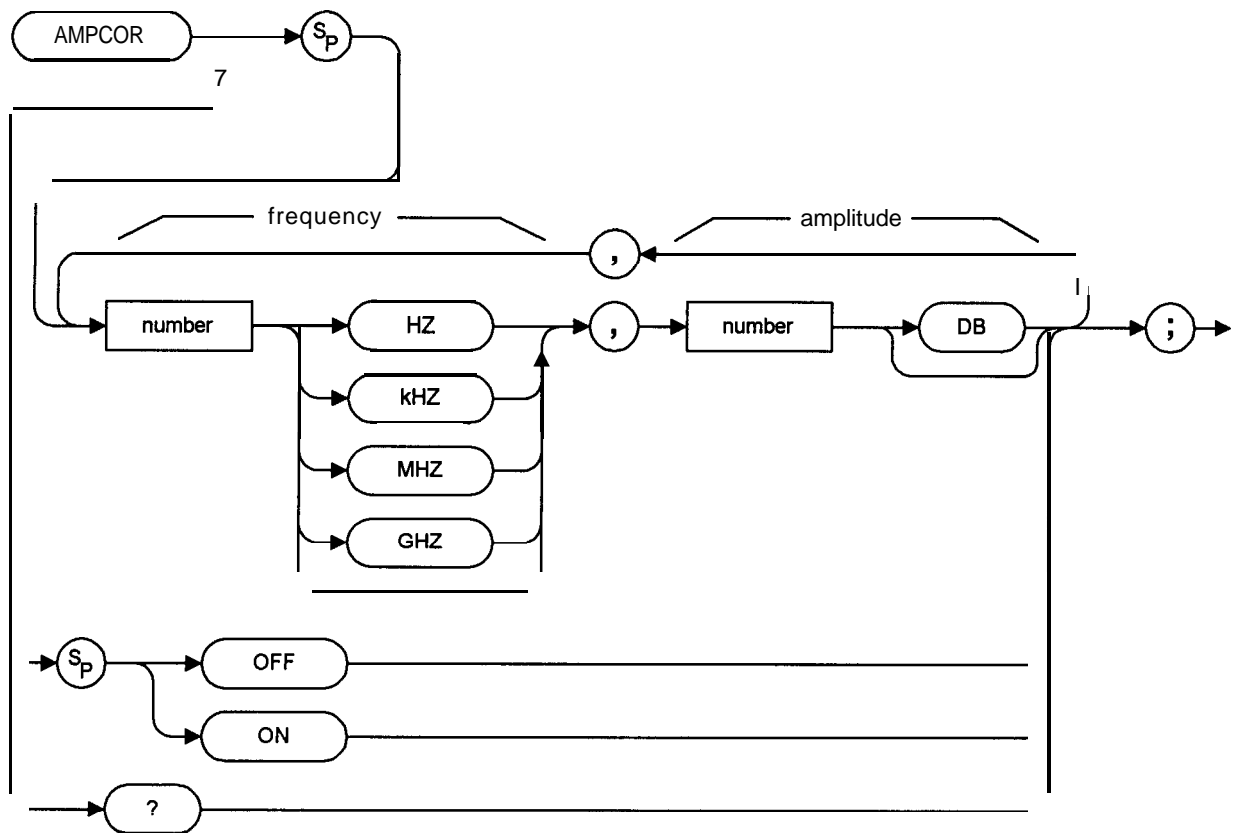 AMPCOR SP
7
frequency amplitude
,
I
number HZ , number DB ;
kHZ
MHZ
GHZ
SP OFF
ON
?